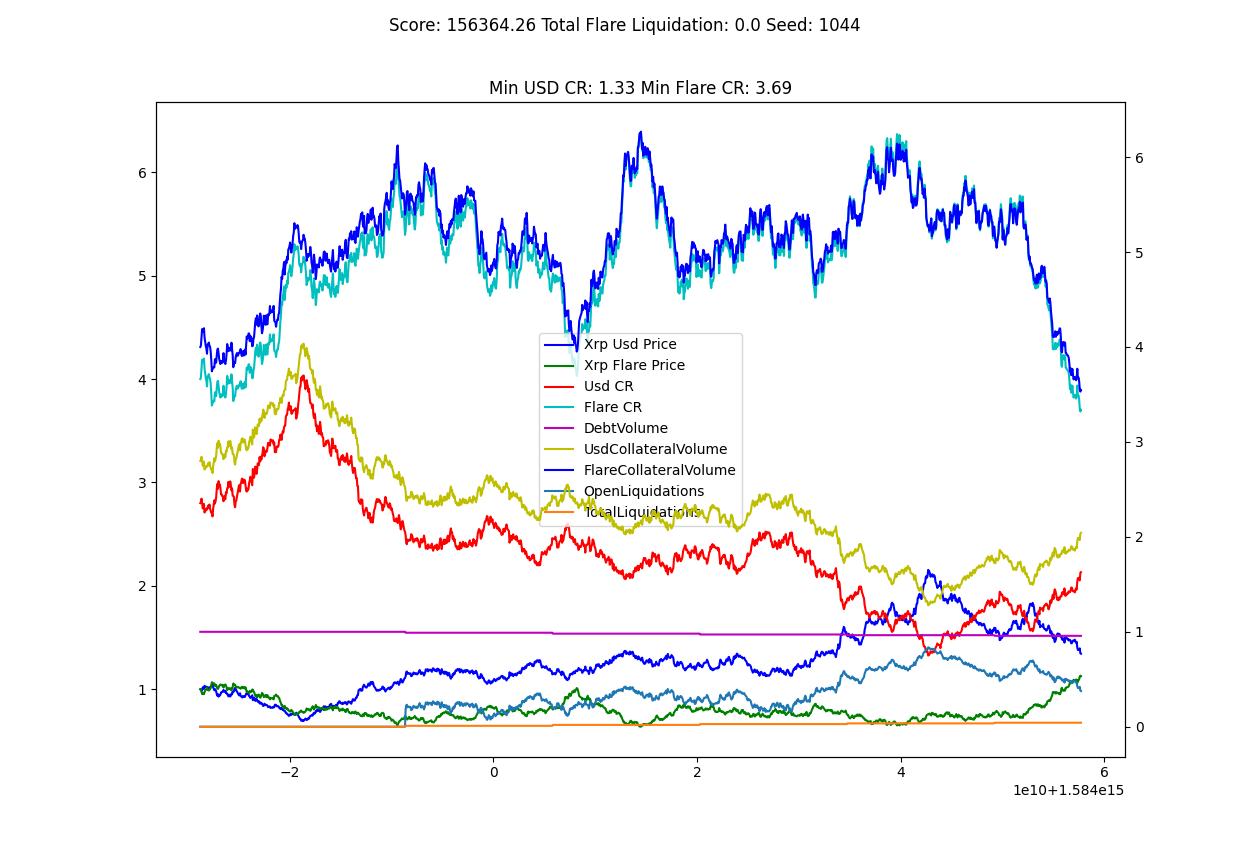 Score: 156364.26 Total Flare Liquidation: 0.0 Seed: 1044
Min USD CR: 1.33 Min Flare CR: 3.69
6
5
4
3
2
1
6
5
4
3
2
1
0
Xrp Usd Price
Xrp Flare Price
Usd CR
Flare CR
DebtVolume
UsdCollateralVolume
FlareCollateralVolume
OpenLiquidations
TotalLiquidations
−2 0 2 4 6
1e10+1.584e15